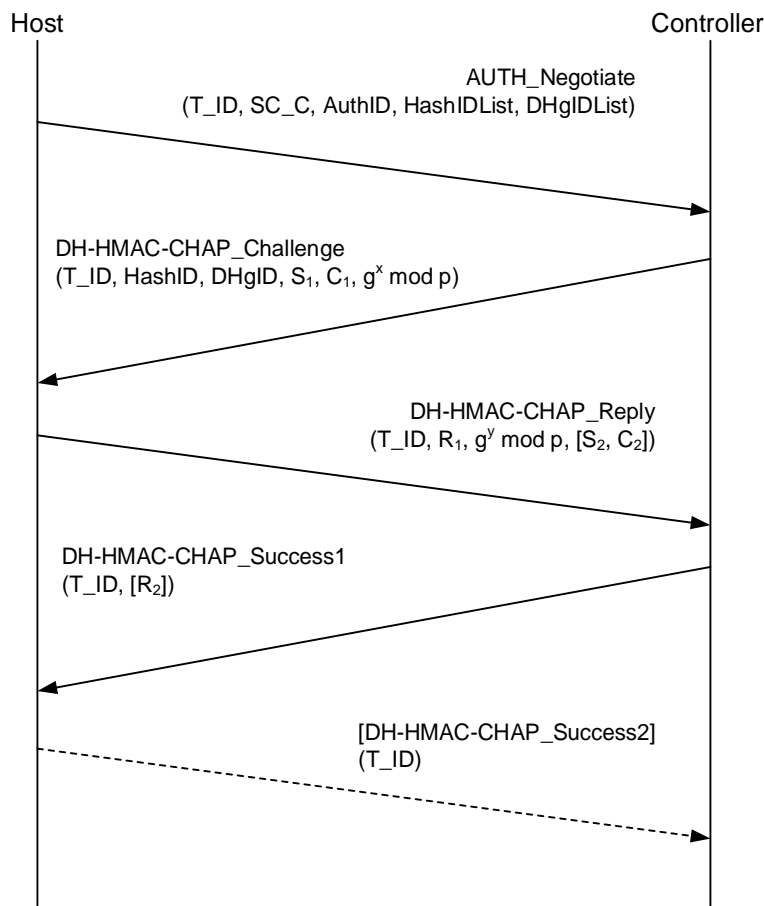 Host
Controller
AUTH_Negotiate
(T_ID, SC_C, AuthID, HashIDList, DHgIDList)
DH-HMAC-CHAP_Challenge
(T_ID, HashID, DHgID, S₁, C₁, gˣ mod p)
DH-HMAC-CHAP_Reply
(T_ID, R₁, gʸ mod p, [S₂, C₂])
DH-HMAC-CHAP_Success1
(T_ID, [R₂])
[DH-HMAC-CHAP_Success2]
(T_ID)